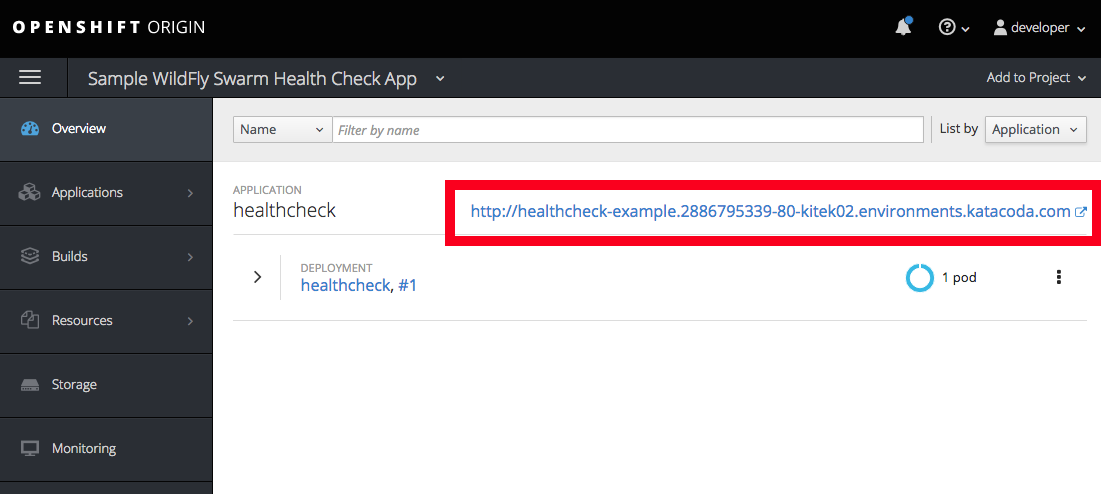 OPENSHIFT ORIGIN
developer
Sample WildFly Swarm Health Check App
Add to Project
Overview
Name
Filter by name
List by
Application
Applications
APPLICATION
healthcheck
http://healthcheck-example.2886795339-80-kitek02.environments.katacoda.com
Builds
DEPLOYMENT
healthcheck, #1
1 pod
Resources
Storage
Monitoring